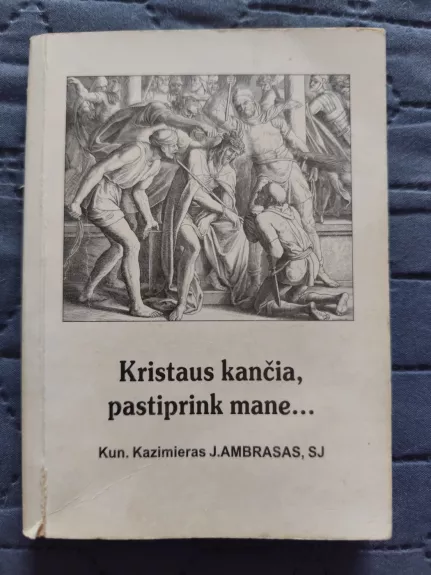 Kristaus kančia,
pastiprink mane...
Kun. Kazimieras J.AMBRASAS, SJ